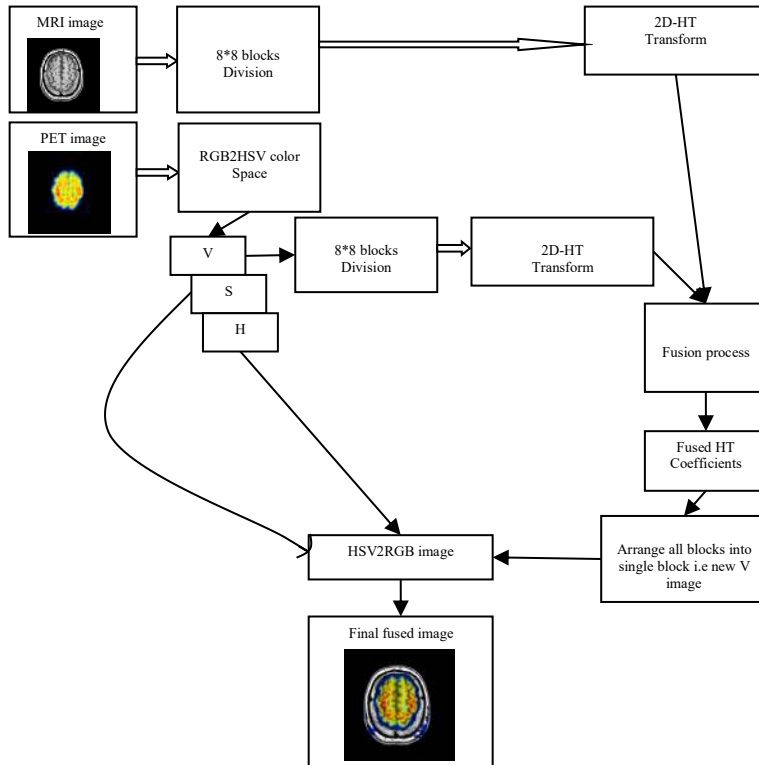 MRI image
8*8 blocks
Division
2D-HT
Transform
PET image
RGB2HSV color
Space
V
S
H
8*8 blocks
Division
2D-HT
Transform
Fusion process
Fused HT
Coefficients
Arrange all blocks into
single block i.e new V
image
HSV2RGB image
Final fused image